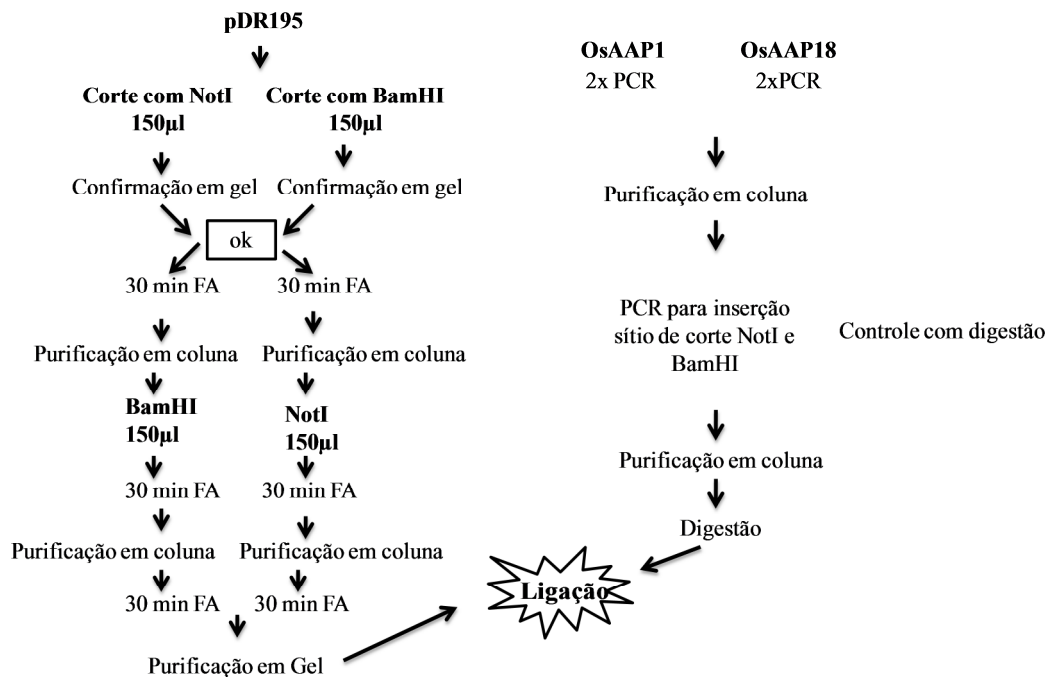 pDR195
Corte com NotI
150µl
Corte com BamHI
150µl
Confirmação em gel
Confirmação em gel
ok
30 min FA
30 min FA
Purificação em coluna
Purificação em coluna
BamHI
150µl
NotI
150µl
30 min FA
30 min FA
Purificação em coluna
Purificação em coluna
30 min FA
30 min FA
Purificação em Gel
OsAAP1
2x PCR
OsAAP18
2xPCR
Purificação em coluna
PCR para inserção
sítio de corte NotI e
BamHI
Controle com digestão
Purificação em coluna
Digestão
Ligação